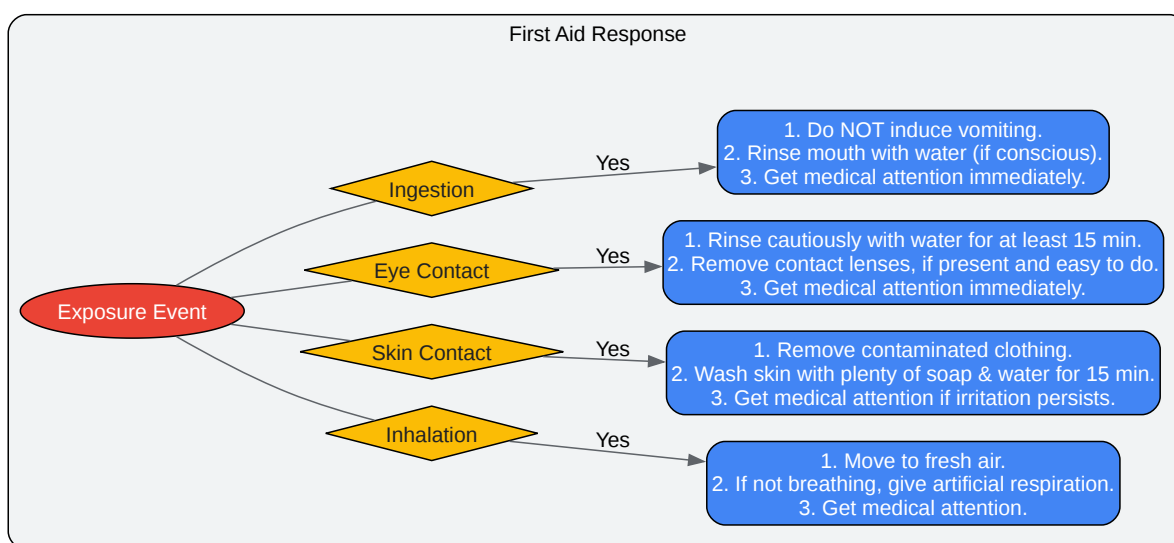 First Aid Response
Exposure Event
Ingestion
Yes
1. Do NOT induce vomiting.
2. Rinse mouth with water (if conscious).
3. Get medical attention immediately.
Eye Contact
Yes
1. Rinse cautiously with water for at least 15 min.
2. Remove contact lenses, if present and easy to do.
3. Get medical attention immediately.
Skin Contact
Yes
1. Remove contaminated clothing.
2. Wash skin with plenty of soap & water for 15 min.
3. Get medical attention if irritation persists.
Inhalation
Yes
1. Move to fresh air.
2. If not breathing, give artificial respiration.
3. Get medical attention.